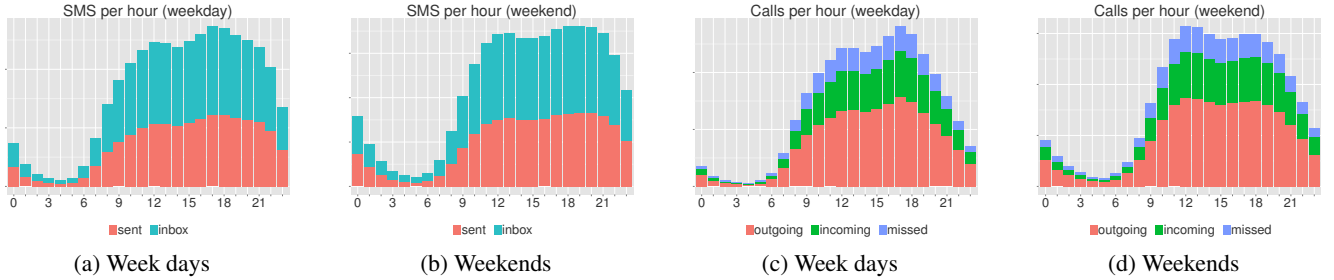 SMS per hour (weekday)
0 3 6 9 12 15 18 21
sent inbox
(a) Week days
SMS per hour (weekend)
0 3 6 9 12 15 18 21
sent inbox
(b) Weekends
Calls per hour (weekday)
0 3 6 9 12 15 18 21
outgoing incoming missed
(c) Week days
Calls per hour (weekend)
0 3 6 9 12 15 18 21
outgoing incoming missed
(d) Weekends